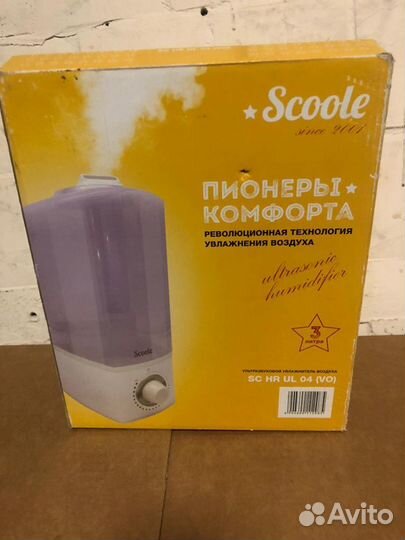 Scoole
since 2001
ПИОНЕРЫ
КОМФОРТА
РЕВОЛЮЦИОННАЯ ТЕХНОЛОГИЯ
УВЛАЖНЕНИЯ ВОЗДУХА
ultrasonic
humidifier
3
литра
Scoole
УЛЬТРАЗВУКОВОЙ УВЛАЖНИТЕЛЬ ВОЗДУХА
SC HR UL 04 (VO)
Avito